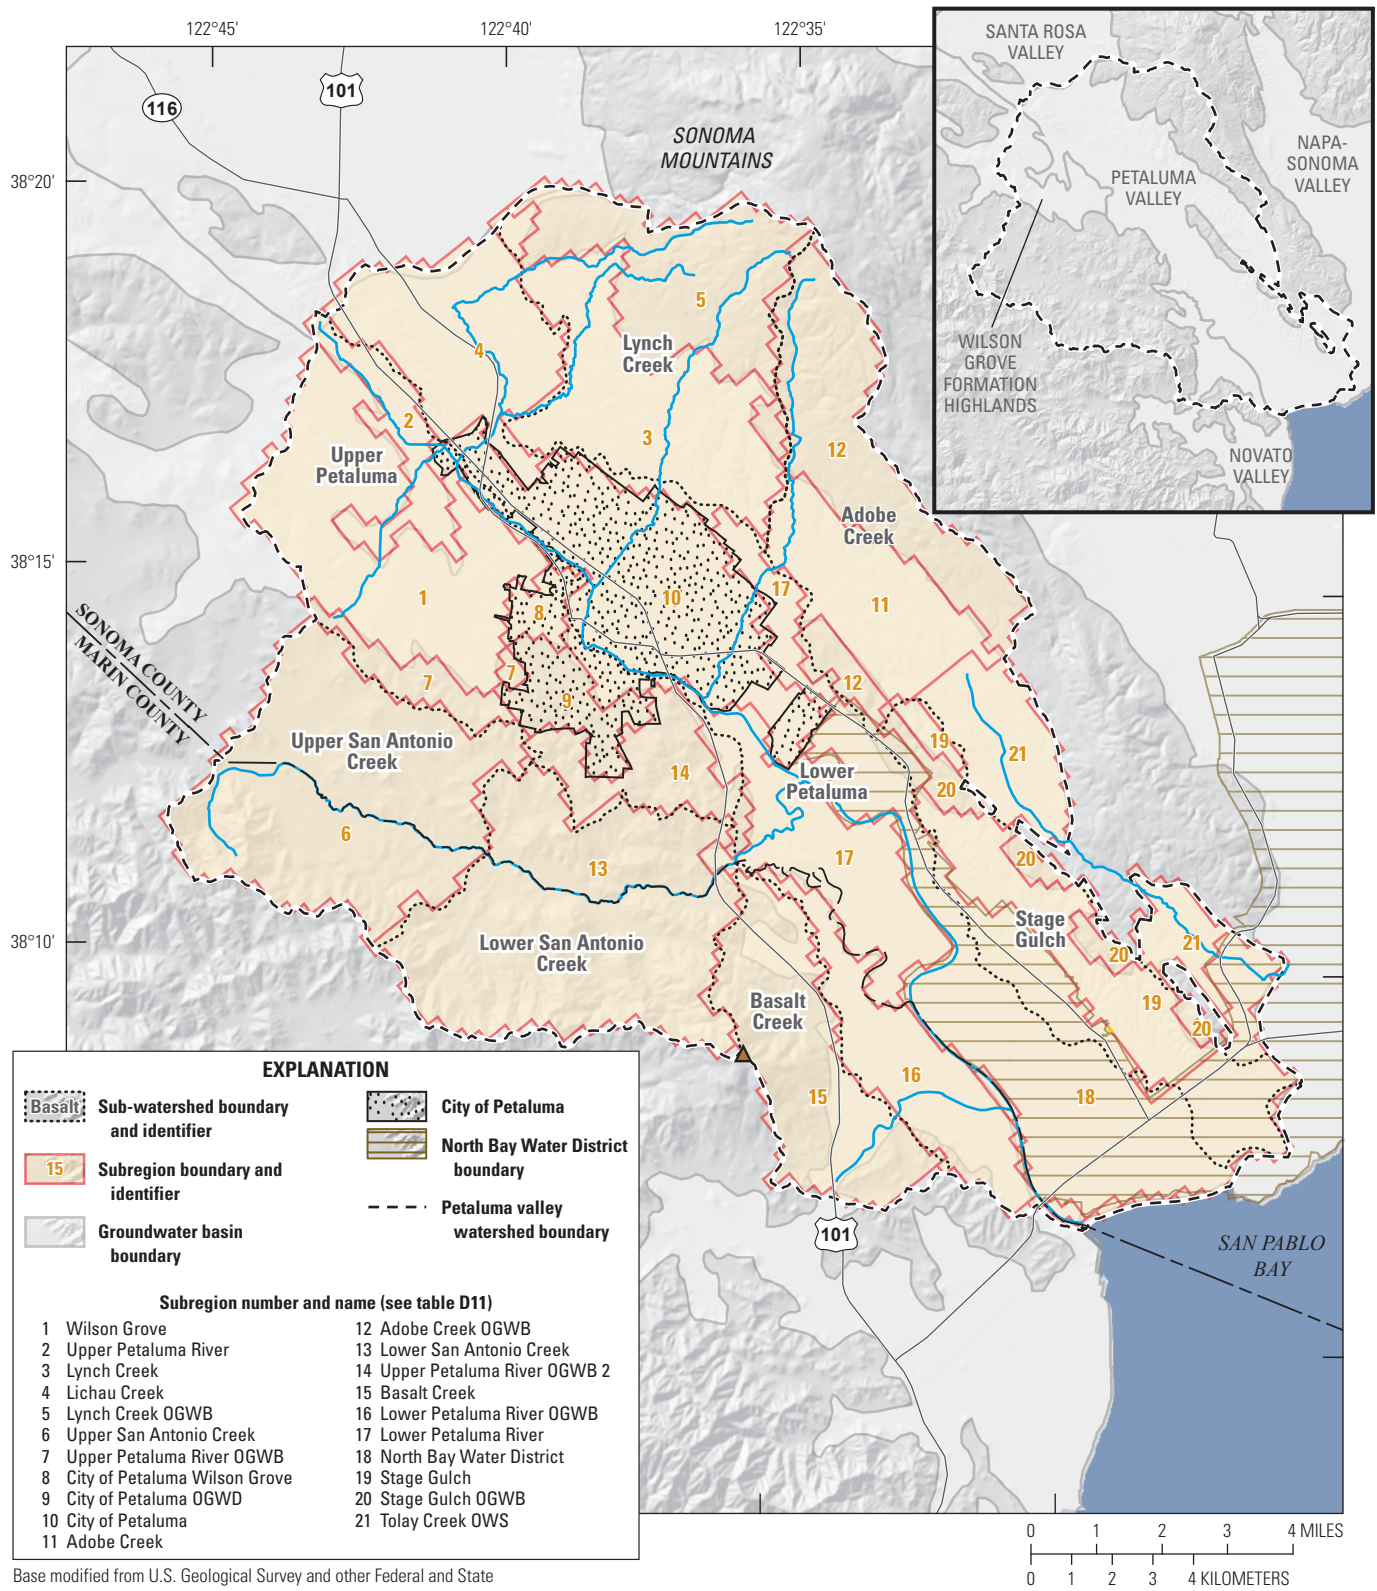 122°45'
122°40'
122°35'
101
116
SONOMA
MOUNTAINS
38°20'
38°15'
38°10'
SANTA ROSA
VALLEY
NAPA-
SONOMA
VALLEY
PETALUMA
VALLEY
WILSON
GROVE
FORMATION
HIGHLANDS
NOVATO
VALLEY
5
Lynch
Creek
4
2
3
12
Upper
Petaluma
Adobe
Creek
1
8
10
17
11
SONOMA COUNTY
MARIN COUNTY
7
7
9
12
Upper San Antonio
Creek
19
21
14
Lower
Petaluma
20
6
13
17
20
Stage
Gulch
Lower San Antonio
Creek
20
21
Basalt
Creek
19
20
16
15
18
101
SAN PABLO
BAY
EXPLANATION
Basalt
Sub-watershed boundary
and identifier
15
Subregion boundary and
identifier
Groundwater basin
boundary
City of Petaluma
North Bay Water District
boundary
Petaluma valley
watershed boundary
Subregion number and name (see table D11)
1 Wilson Grove
2 Upper Petaluma River
3 Lynch Creek
4 Lichau Creek
5 Lynch Creek OGWB
6 Upper San Antonio Creek
7 Upper Petaluma River OGWB
8 City of Petaluma Wilson Grove
9 City of Petaluma OGWD
10 City of Petaluma
11 Adobe Creek
12 Adobe Creek OGWB
13 Lower San Antonio Creek
14 Upper Petaluma River OGWB 2
15 Basalt Creek
16 Lower Petaluma River OGWB
17 Lower Petaluma River
18 North Bay Water District
19 Stage Gulch
20 Stage Gulch OGWB
21 Tolay Creek OWS
0 1 2 3 4 MILES
0 1 2 3 4 KILOMETERS
Base modified from U.S. Geological Survey and other Federal and State